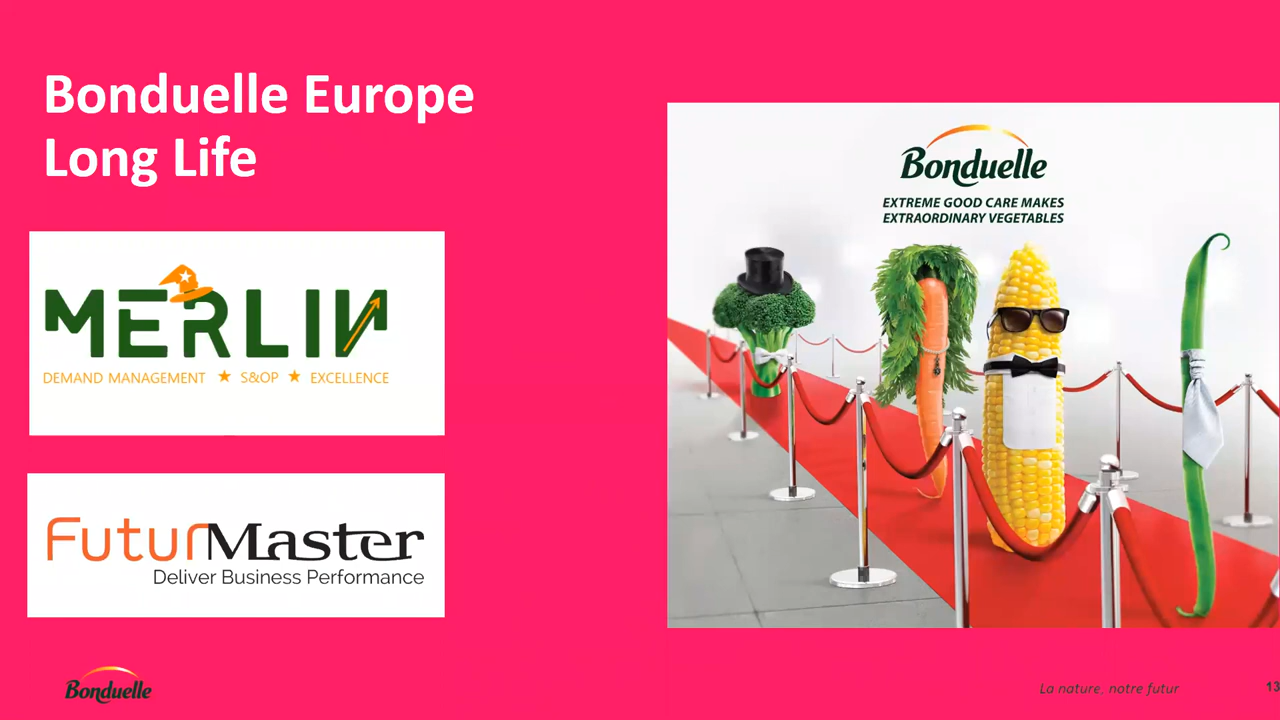 Bonduelle Europe
Long Life
MERLIN
DEMAND MANAGEMENT ★ S&OP ★ EXCELLENCE
FuturMaster
Deliver Business Performance
Bonduelle
EXTREME GOOD CARE MAKES
EXTRAORDINARY VEGETABLES
Bonduelle
La nature, notre futur
13